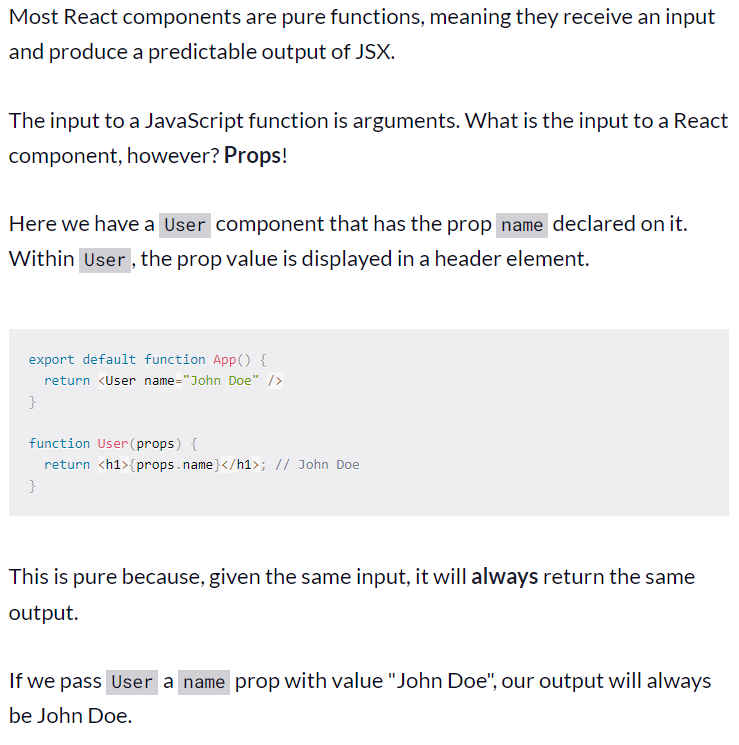 Most React components are pure functions, meaning they receive an input
and produce a predictable output of JSX.
The input to a JavaScript function is arguments. What is the input to a React
component, however? Props!
Here we have a User component that has the prop name declared on it.
Within User, the prop value is displayed in a header element.
export default function App() {
  return <User name="John Doe" />
}
function User(props) {
  return <h1>{props.name}</h1>; // John Doe
}
This is pure because, given the same input, it will always return the same
output.
If we pass User a name prop with value "John Doe", our output will always
be John Doe.